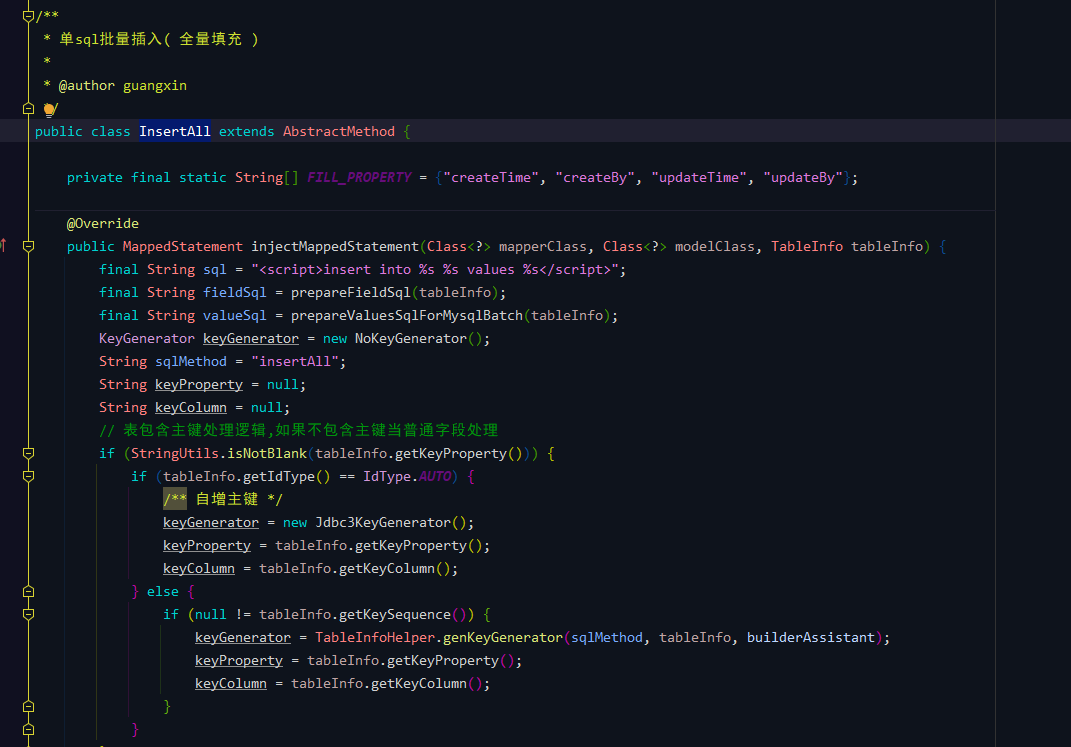 /**
 * 单sql批量插入( 全量填充 )
 *
 * @author guangxin
 */
public class InsertAll extends AbstractMethod {
    private final static String[] FILL_PROPERTY = {"createTime", "createBy", "updateTime", "updateBy"};
    @Override
    public MappedStatement injectMappedStatement(Class<?> mapperClass, Class<?> modelClass, TableInfo tableInfo) {
        final String sql = "<script>insert into %s %s values %s</script>";
        final String fieldSql = prepareFieldSql(tableInfo);
        final String valueSql = prepareValuesSqlForMysqlBatch(tableInfo);
        KeyGenerator keyGenerator = new NoKeyGenerator();
        String sqlMethod = "insertAll";
        String keyProperty = null;
        String keyColumn = null;
        // 表包含主键处理逻辑,如果不包含主键当普通字段处理
        if (StringUtils.isNotBlank(tableInfo.getKeyProperty())) {
            if (tableInfo.getIdType() == IdType.AUTO) {
                /** 自增主键 */
                keyGenerator = new Jdbc3KeyGenerator();
                keyProperty = tableInfo.getKeyProperty();
                keyColumn = tableInfo.getKeyColumn();
            } else {
                if (null != tableInfo.getKeySequence()) {
                    keyGenerator = TableInfoHelper.genKeyGenerator(sqlMethod, tableInfo, builderAssistant);
                    keyProperty = tableInfo.getKeyProperty();
                    keyColumn = tableInfo.getKeyColumn();
                }
            }